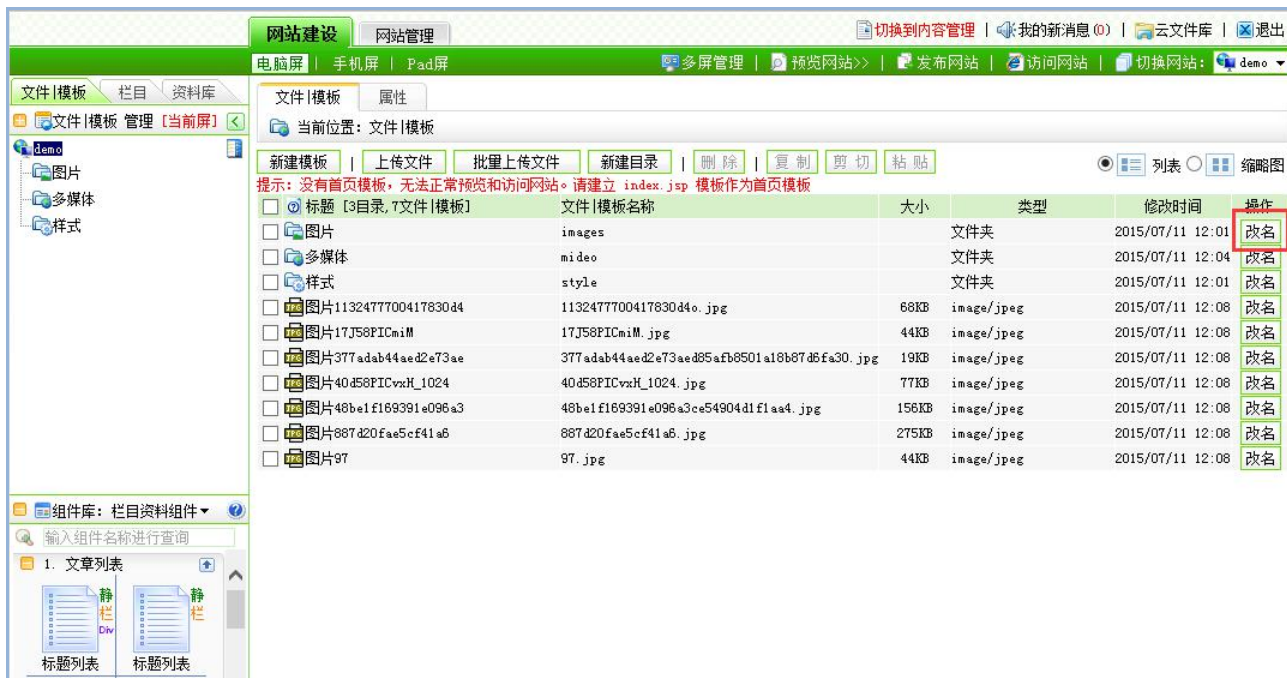 网站建设 网站管理 切换到内容管理 | 我的新消息(0) | 云文件库 | 退出
电脑屏 | 手机屏 | Pad屏 多屏管理 | 预览网站>> | 发布网站 | 访问网站 | 切换网站: demo
文件|模板 栏目 资料库 文件|模板 属性
文件|模板 管理 [当前屏] 当前位置: 文件|模板
demo
图片
多媒体
样式
新建模板 | 上传文件 批量上传文件 新建目录 | 删除 | 复制 剪切 粘贴 列表 缩略图
提示: 没有首页模板, 无法正常预览和访问网站。请建立 index.jsp 模板作为首页模板
标题 [3目录,7文件|模板] 文件|模板名称 大小 类型 修改时间 操作
图片 images 文件夹 2015/07/11 12:01 改名
多媒体 mideo 文件夹 2015/07/11 12:04 改名
样式 style 文件夹 2015/07/11 12:01 改名
图片1132477700417830d4 1132477700417830d4o.jpg 68KB image/jpeg 2015/07/11 12:08 改名
图片17J58PICmiM 17J58PICmiM.jpg 44KB image/jpeg 2015/07/11 12:08 改名
图片377adab44aed2e73ae 377adab44aed2e73aed85afb8501a18b87d6fa30.jpg 19KB image/jpeg 2015/07/11 12:08 改名
图片40d58PICvxH_1024 40d58PICvxH_1024.jpg 77KB image/jpeg 2015/07/11 12:08 改名
图片48be1f169391e096a3 48be1f169391e096a3ce54904d1f1aa4.jpg 156KB image/jpeg 2015/07/11 12:08 改名
图片887d20fae5cf41a6 887d20fae5cf41a6.jpg 275KB image/jpeg 2015/07/11 12:08 改名
图片97 97.jpg 44KB image/jpeg 2015/07/11 12:08 改名
组件库: 栏目资料组件
输入组件名称进行查询
1. 文章列表
静 静
栏 栏
Div
标题列表 标题列表